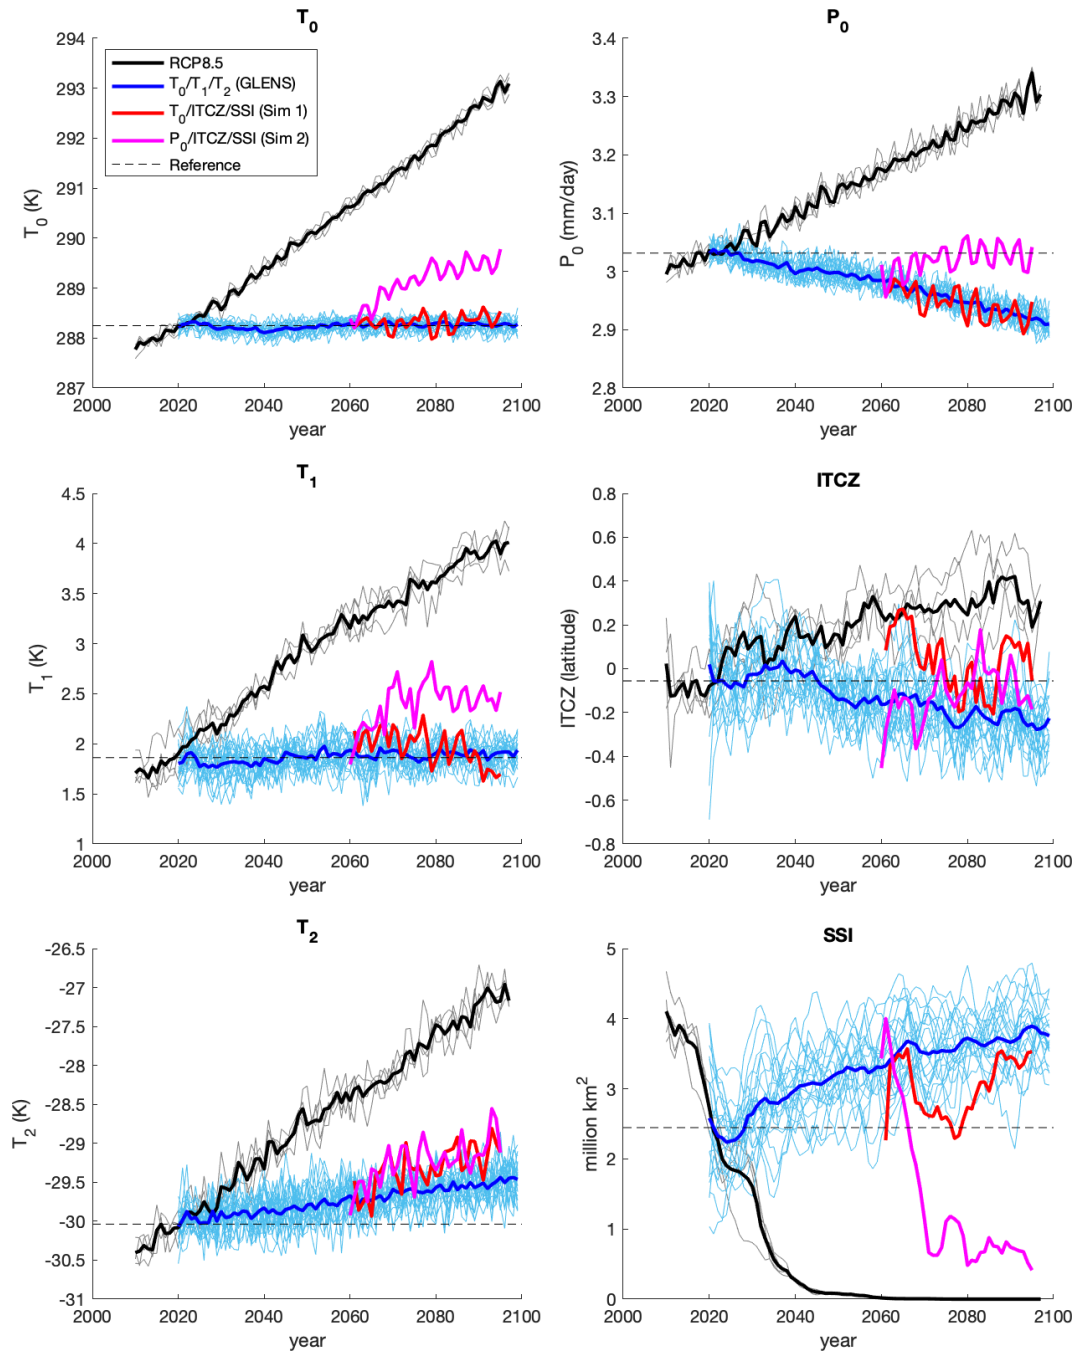 T0
294
293
292
291
290
289
288
287
T0 (K)
RCP8.5
T0/T1/T2 (GLENS)
T0/ITCZ/SSI (Sim 1)
P0/ITCZ/SSI (Sim 2)
Reference
2000 2020 2040 2060 2080 2100
year
P0
3.4
3.3
3.2
3.1
3
2.9
2.8
P0 (mm/day)
2000 2020 2040 2060 2080 2100
year
T1
4.5
4
3.5
3
2.5
2
1.5
1
T1 (K)
2000 2020 2040 2060 2080 2100
year
ITCZ
0.8
0.6
0.4
0.2
0
-0.2
-0.4
-0.6
-0.8
ITCZ (latitude)
2000 2020 2040 2060 2080 2100
year
T2
-26.5
-27
-27.5
-28
-28.5
-29
-29.5
-30
-30.5
-31
T2 (K)
2000 2020 2040 2060 2080 2100
year
SSI
5
4
3
2
1
0
million km2
2000 2020 2040 2060 2080 2100
year